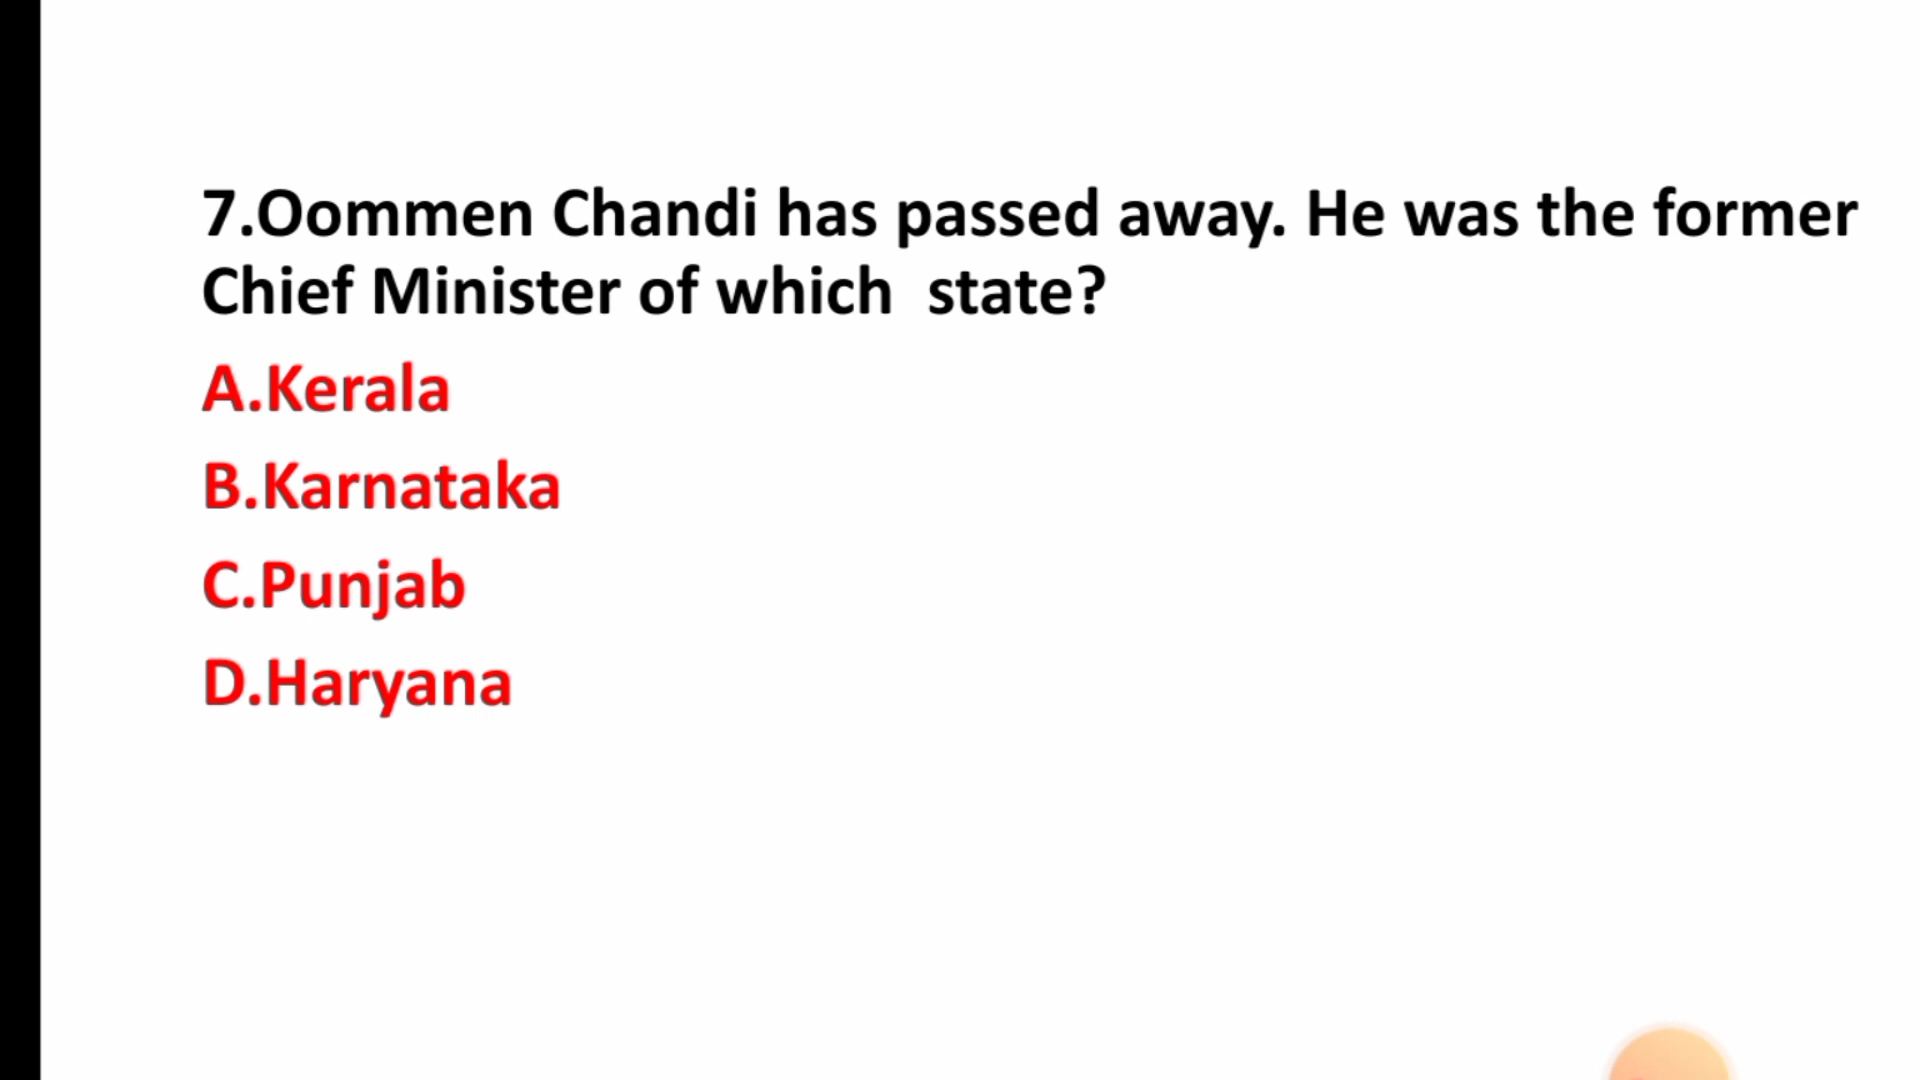 7.Oommen Chandi has passed away. He was the former
Chief Minister of which  state?
A.Kerala
B.Karnataka
C.Punjab
D.Haryana